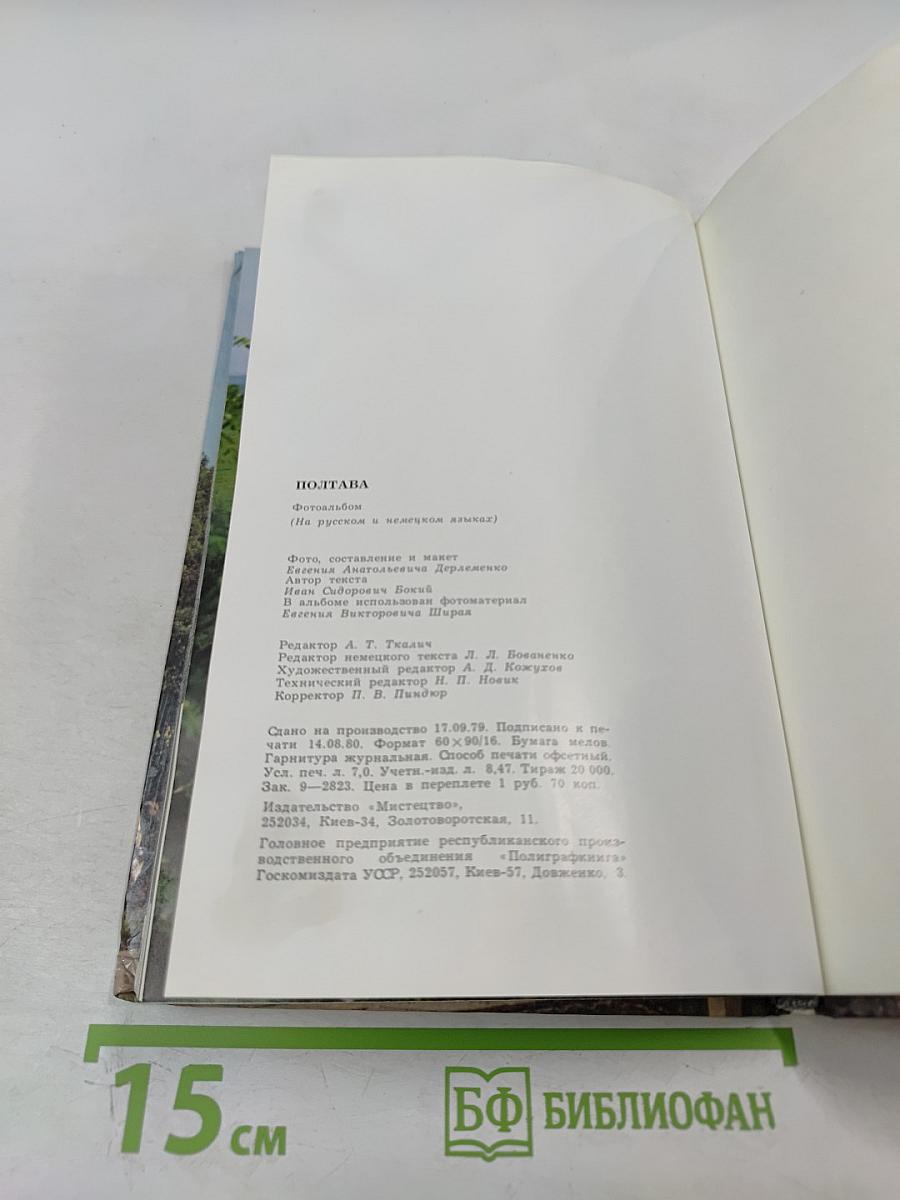 ПОЛТАВА
Фотоальбом
(На русском и немецком языках)
Фото, составление и макет
Евгения Анатольевича Дерлеменко
Автор текста
Иван Сидорович Бокий
В альбоме использован фотоматериал
Евгения Викторовича Ширая
Редактор А. Т. Ткалич
Редактор немецкого текста Л. Л. Бованенко
Художественный редактор А. Д. Кожухов
Технический редактор Н. П. Новик
Корректор П. В. Пиндюр
Сдано на производство 17.09.79. Подписано к пе-
чати 14.08.80. Формат 60×90/16. Бумага мелов.
Гарнитура журнальная. Способ печати офсетный.
Усл. печ. л. 7,0. Учетн.-изд. л. 8,47. Тираж 20 000.
Зак. 9—2823. Цена в переплете 1 руб. 70 коп.
Издательство «Мистецтво»,
252034, Киев-34, Золотоворотская, 11.
Головное предприятие республиканского произ-
водственного объединения «Полиграфкнига»
Госкомиздата УССР, 252057, Киев-57, Довженко, 3.
15 см
БФ БИБЛИОФАН